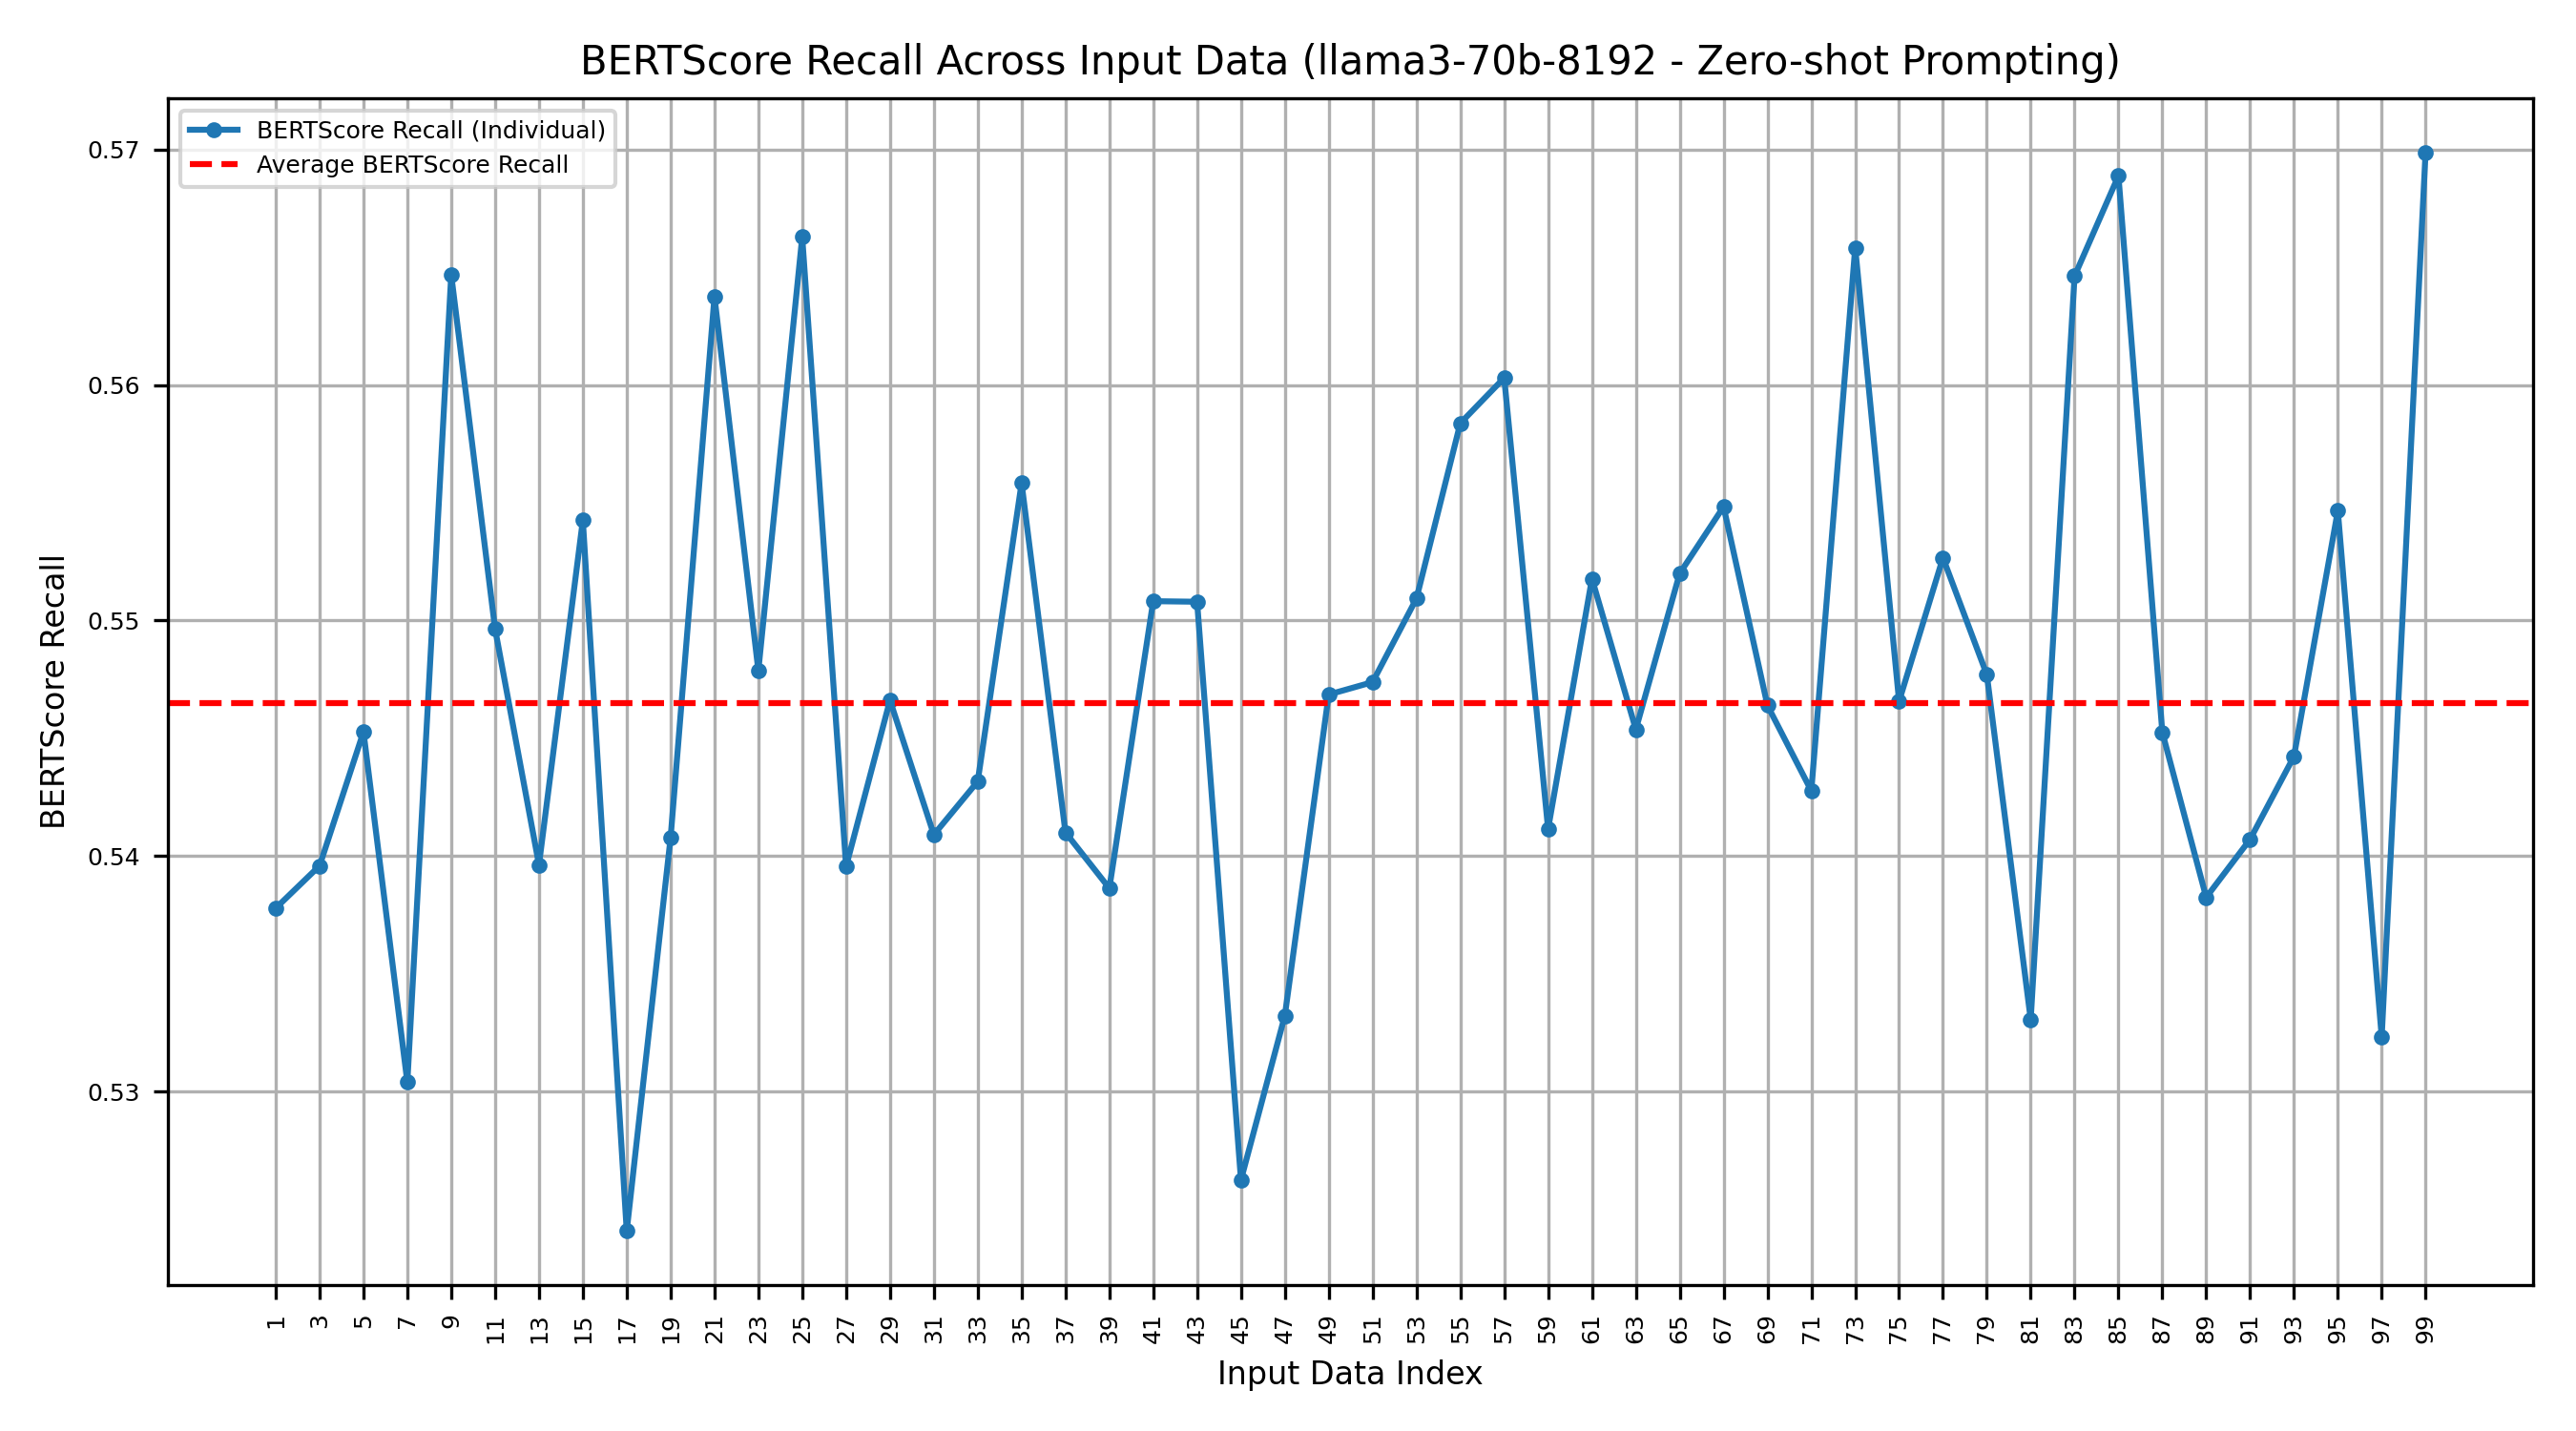 BERTScore Recall Across Input Data (llama3-70b-8192 - Zero-shot Prompting)
BERTScore Recall (Individual)
Average BERTScore Recall
0.57
0.56
0.55
0.54
0.53
BERTScore Recall
1 3 5 7 9 11 13 15 17 19 21 23 25 27 29 31 33 35 37 39 41 43 45 47 49 51 53 55 57 59 61 63 65 67 69 71 73 75 77 79 81 83 85 87 89 91 93 95 97 99
Input Data Index